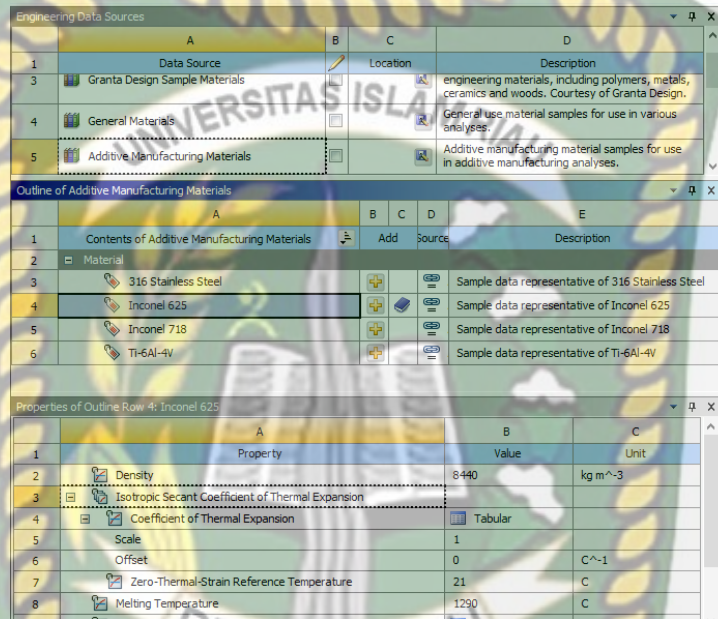 Engineering Data Sources
A B C D
1 Data Source Location Description
3 Granta Design Sample Materials engineering materials, including polymers, metals, ceramics and woods. Courtesy of Granta Design.
4 General Materials General use material samples for use in various analyses.
5 Additive Manufacturing Materials Additive manufacturing material samples for use in additive manufacturing analyses.
UNIVERSITAS ISLAM RIAU
Outline of Additive Manufacturing Materials
A B C D E
1 Contents of Additive Manufacturing Materials Add Source Description
2 Material
3 316 Stainless Steel Sample data representative of 316 Stainless Steel
4 Inconel 625 Sample data representative of Inconel 625
5 Inconel 718 Sample data representative of Inconel 718
6 Ti-6Al-4V Sample data representative of Ti-6Al-4V
Properties of Outline Row 4: Inconel 625
A B C
1 Property Value Unit
2 Density 8440 kg m^-3
3 Isotropic Secant Coefficient of Thermal Expansion
4 Coefficient of Thermal Expansion Tabular
5 Scale 1
6 Offset 0 C^-1
7 Zero-Thermal-Strain Reference Temperature 21 C
8 Melting Temperature 1290 C